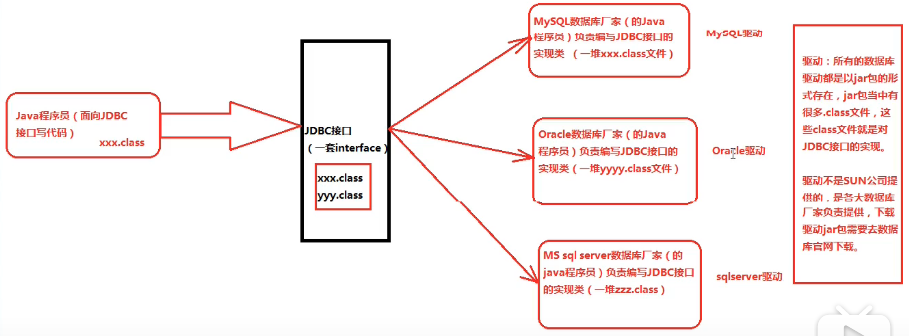 Java程序员（面向JDBC
接口写代码）
xxx.class
JDBC接口
（一套interface）
xxx.class
yyy.class
MySQL数据库厂家（的Java
程序员）负责编写JDBC接口的
实现类 （一堆xxx.class文件）
MySQL驱动
Oracle数据库厂家（的Java
程序员）负责编写JDBC接口的
实现类（一堆yyyy.class文件）
Oracle驱动
MS sql server数据库厂家（的
java程序员）负责编写JDBC接口
的实现类（一堆zzz.class）
sqlserver驱动
驱动：所有的数据库
驱动都是以jar包的形
式存在，jar包当中有
很多.class文件，这
些class文件就是对
JDBC接口的实现。
驱动不是SUN公司提
供的，是各大数据库
厂家负责提供，下载
驱动jar包需要去数据
库官网下载。